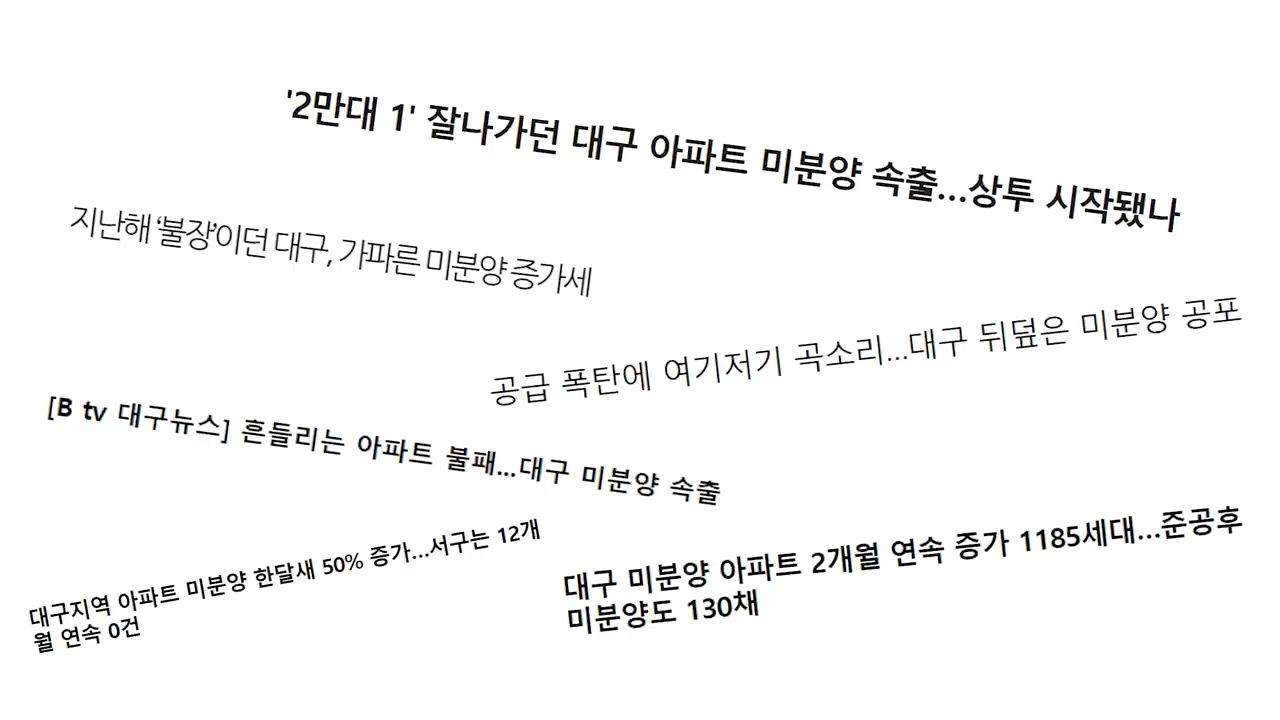 '2만대 1' 잘나가던 대구 아파트 미분양 속출...상투 시작됐나
지난해 ‘불장’이던 대구, 가파른 미분양 증가세
공급 폭탄에 여기저기 곡소리...대구 뒤덮은 미분양 공포
[B tv 대구뉴스] 흔들리는 아파트 불패...대구 미분양 속출
대구지역 아파트 미분양 한달새 50% 증가...서구는 12개
월 연속 0건
대구 미분양 아파트 2개월 연속 증가 1185세대...준공후
미분양도 130채